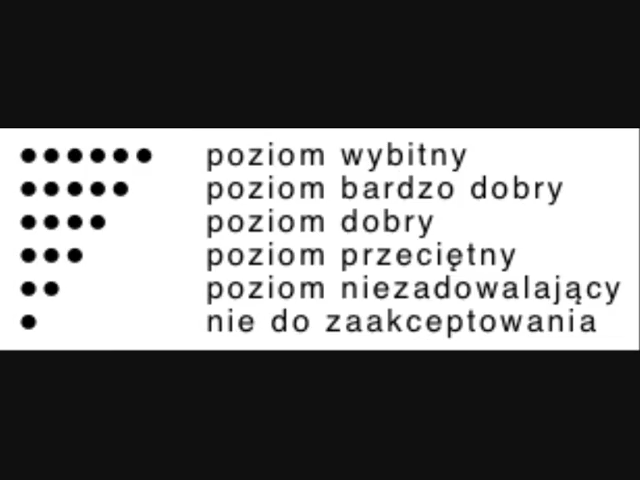 ●●●●●● poziom wybitny
●●●●● poziom bardzo dobry
●●●● poziom dobry
●●● poziom przeciętny
●● poziom niezadowalający
● nie do zaakceptowania